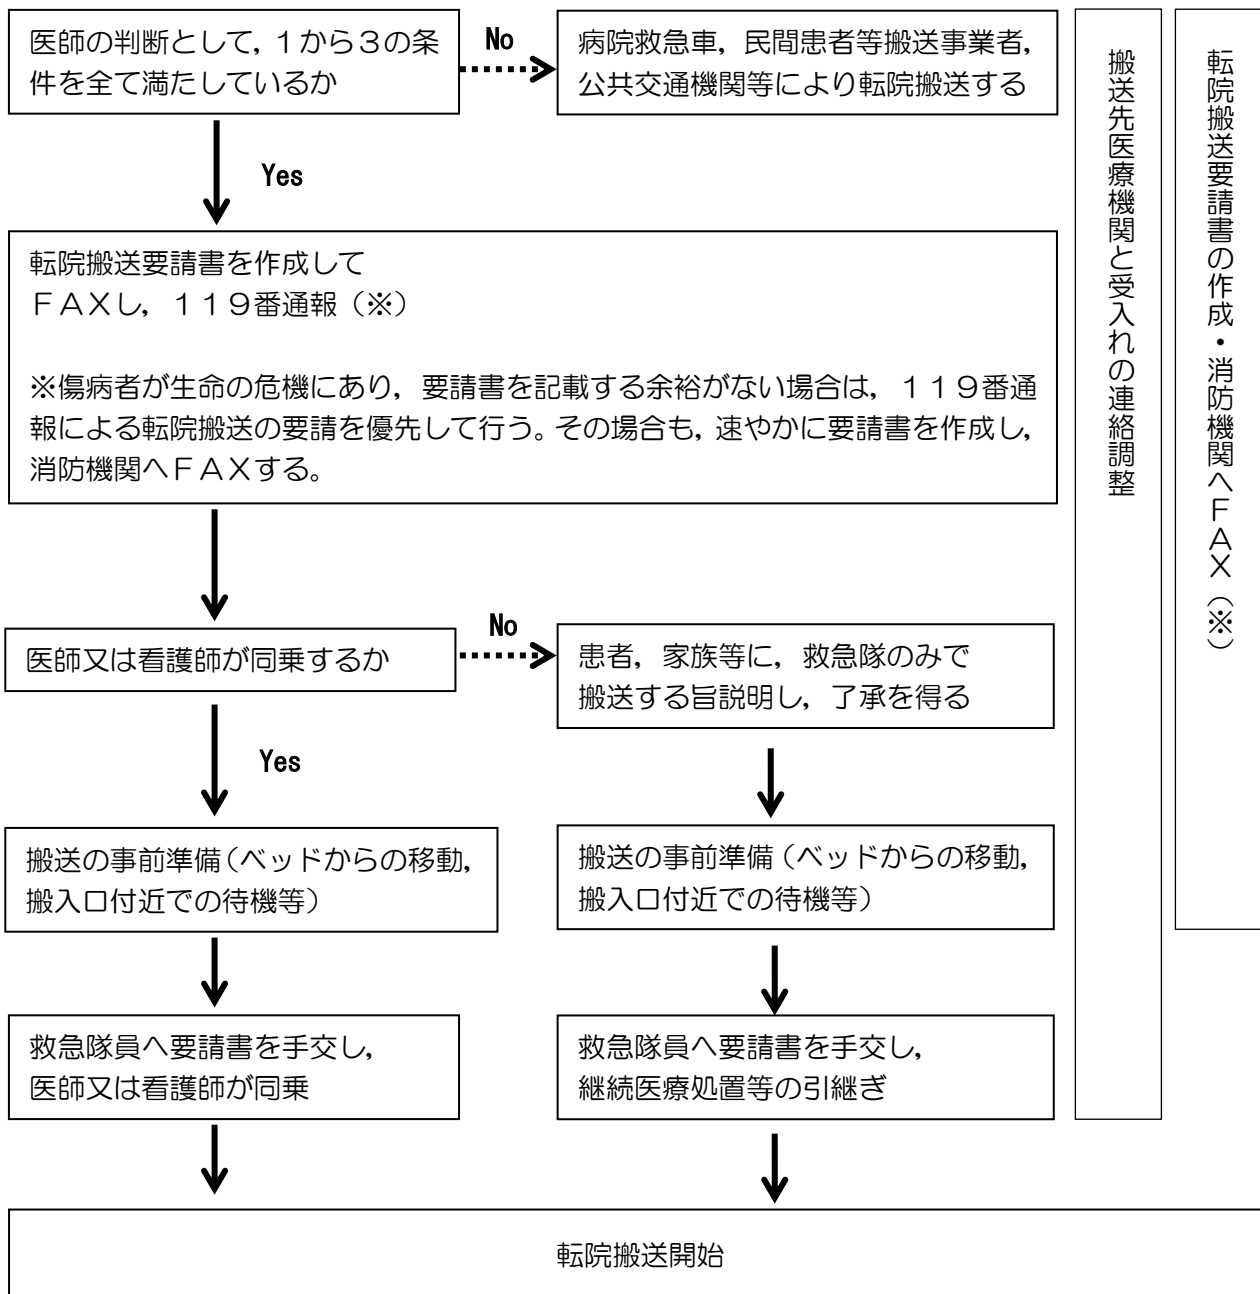 医師の判断として，１から３の条
件を全て満たしているか
No
病院救急車，民間患者等搬送事業者，
公共交通機関等により転院搬送する
Yes
転院搬送要請書を作成して
ＦＡＸし，１１９番通報（※）
※傷病者が生命の危機にあり，要請書を記載する余裕がない場合は，１１９番通
報による転院搬送の要請を優先して行う。その場合も，速やかに要請書を作成し，
消防機関へＦＡＸする。
医師又は看護師が同乗するか
No
患者，家族等に，救急隊のみで
搬送する旨説明し，了承を得る
Yes
搬送の事前準備（ベッドからの移動，
搬入口付近での待機等）
搬送の事前準備（ベッドからの移動，
搬入口付近での待機等）
救急隊員へ要請書を手交し，
医師又は看護師が同乗
救急隊員へ要請書を手交し，
継続医療処置等の引継ぎ
転院搬送開始
搬送先医療機関と受入れの連絡調整
転院搬送要請書の作成・消防機関へＦＡＸ（※）